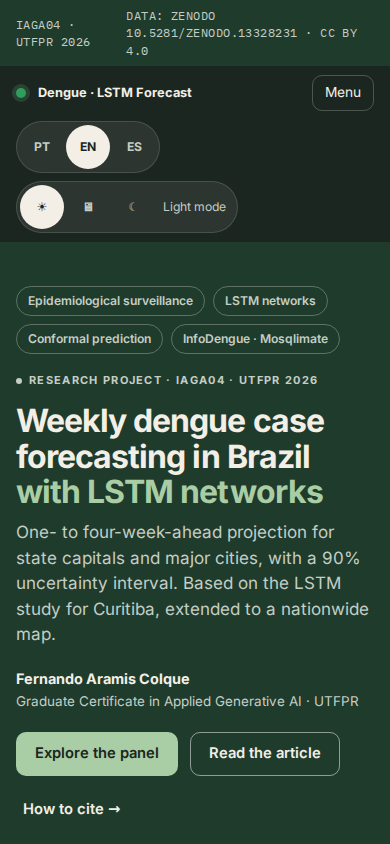 IAGA04 ·
UTFPR 2026
DATA: ZENODO
10.5281/ZENODO.13328231 · CC BY
4.0
Dengue · LSTM Forecast
Menu
PT EN ES
Light mode
Epidemiological surveillance
LSTM networks
Conformal prediction
InfoDengue · Mosqlimate
RESEARCH PROJECT · IAGA04 · UTFPR 2026
Weekly dengue case
forecasting in Brazil
with LSTM networks
One- to four-week-ahead projection for
state capitals and major cities, with a 90%
uncertainty interval. Based on the LSTM
study for Curitiba, extended to a nationwide
map.
Fernando Aramis Colque
Graduate Certificate in Applied Generative AI · UTFPR
Explore the panel
Read the article
How to cite →